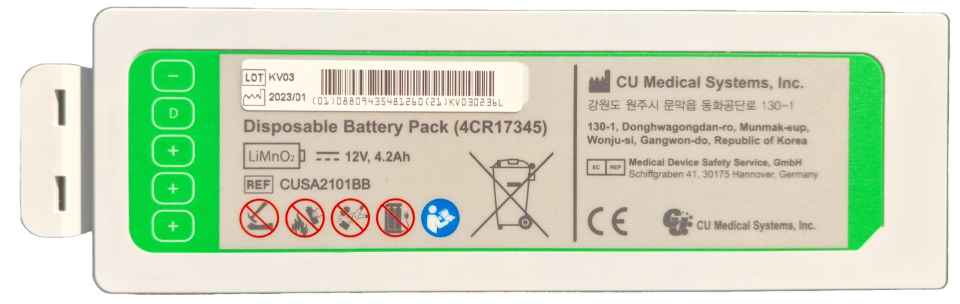 −
D
+
+
+
LOT KV03
2023/01
(01)08809435481260(21)KV030236L
Disposable Battery Pack (4CR17345)
LiMnO₂ 12V, 4.2Ah
REF CUSA2101BB
CU Medical Systems, Inc.
강원도 원주시 문막읍 동화공단로 130-1
130-1, Donghwagongdan-ro, Munmak-eup,
Wonju-si, Gangwon-do, Republic of Korea
EC REP Medical Device Safety Service, GmbH
Schiffgraben 41, 30175 Hannover, Germany
CE
CU Medical Systems, Inc.